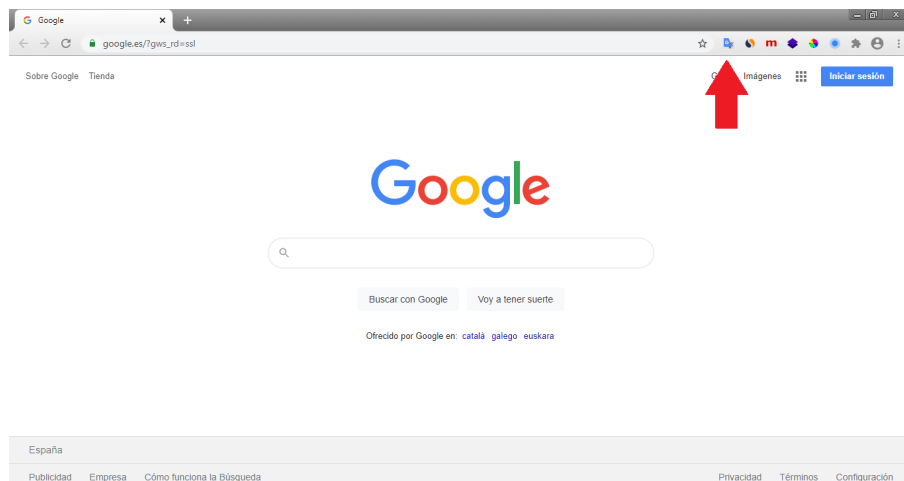 Google
google.es/?gws_rd=ssl
Sobre Google Tienda
Imágenes
Iniciar sesión
Google
Buscar con Google Voy a tener suerte
Ofrecido por Google en: català galego euskara
España
Publicidad Empresa Cómo funciona la Búsqueda Privacidad Términos Configuración